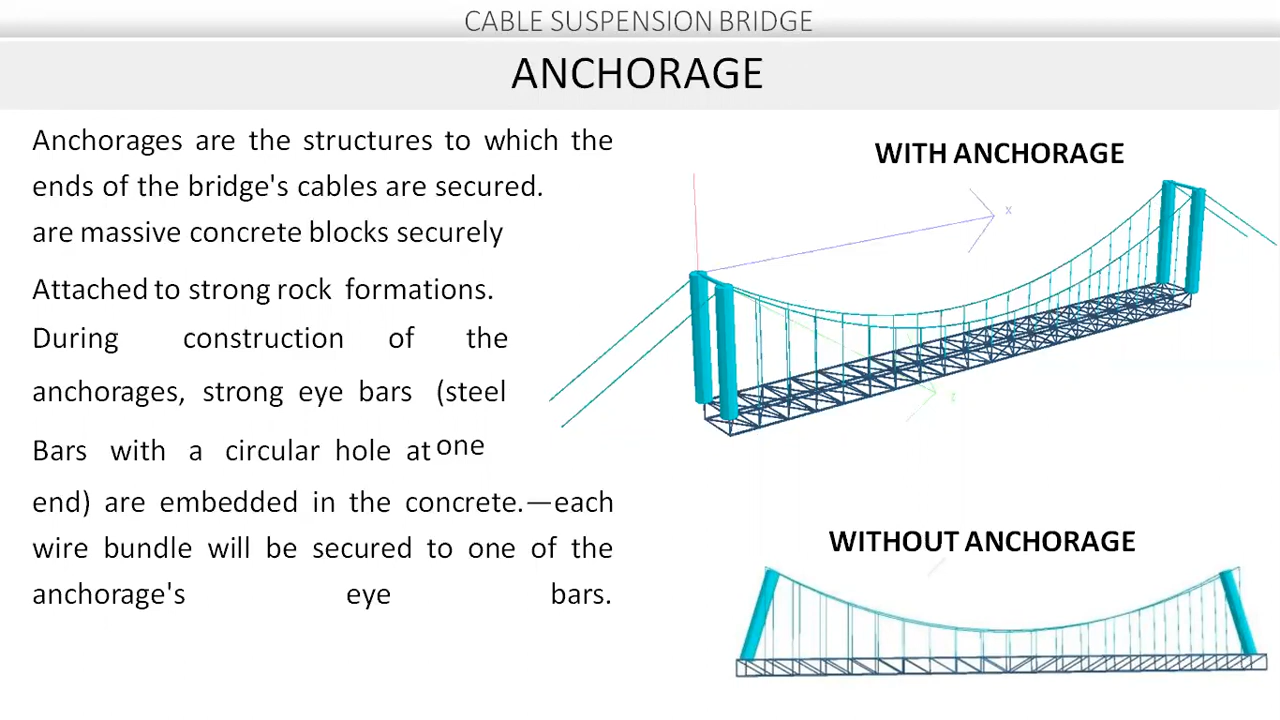 CABLE SUSPENSION BRIDGE
ANCHORAGE
Anchorages are the structures to which the
ends of the bridge's cables are secured.
are massive concrete blocks securely
Attached to strong rock formations.
During construction of the
anchorages, strong eye bars (steel
Bars with a circular hole at one
end) are embedded in the concrete.—each
wire bundle will be secured to one of the
anchorage's eye bars.
WITH ANCHORAGE
x
WITHOUT ANCHORAGE